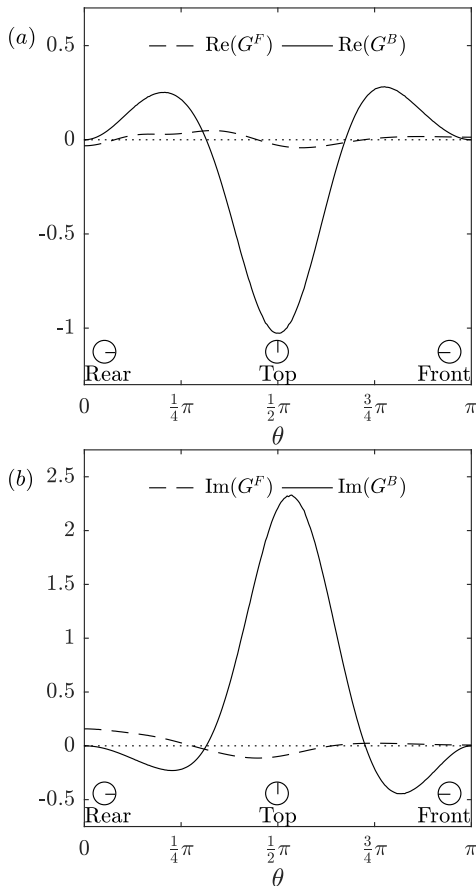 (a)
0.5
Re(G^F) Re(G^B)
0
-0.5
-1
Rear Top Front
0 1/4π 1/2π 3/4π π
θ
(b)
2.5
Im(G^F) Im(G^B)
2
1.5
1
0.5
0
-0.5
Rear Top Front
0 1/4π 1/2π 3/4π π
θ